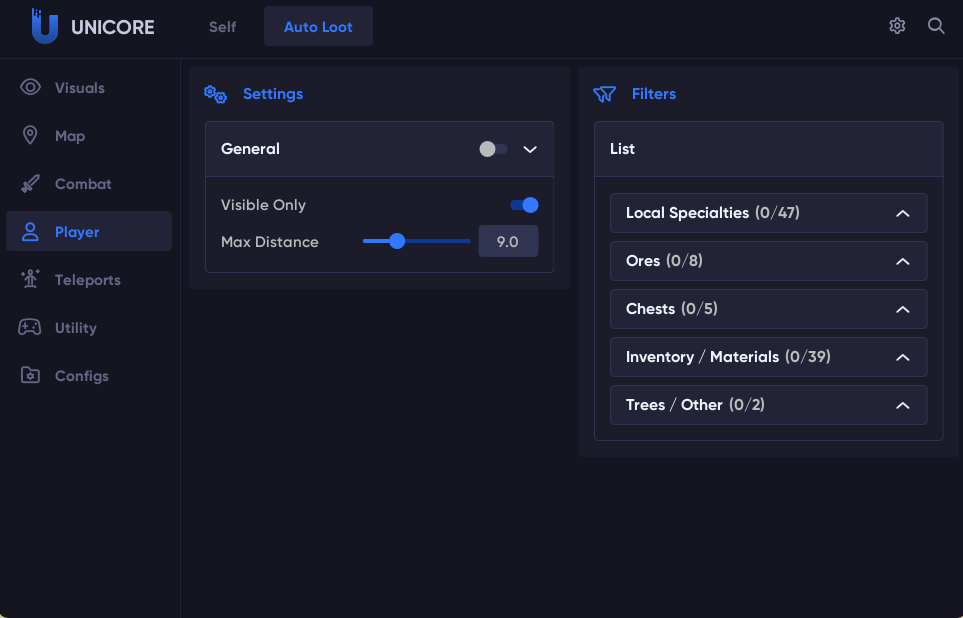 UNICORE
Self
Auto Loot
Visuals
Map
Combat
Player
Teleports
Utility
Configs
Settings
General
Visible Only
Max Distance
9.0
Filters
List
Local Specialties (0/47)
Ores (0/8)
Chests (0/5)
Inventory / Materials (0/39)
Trees / Other (0/2)